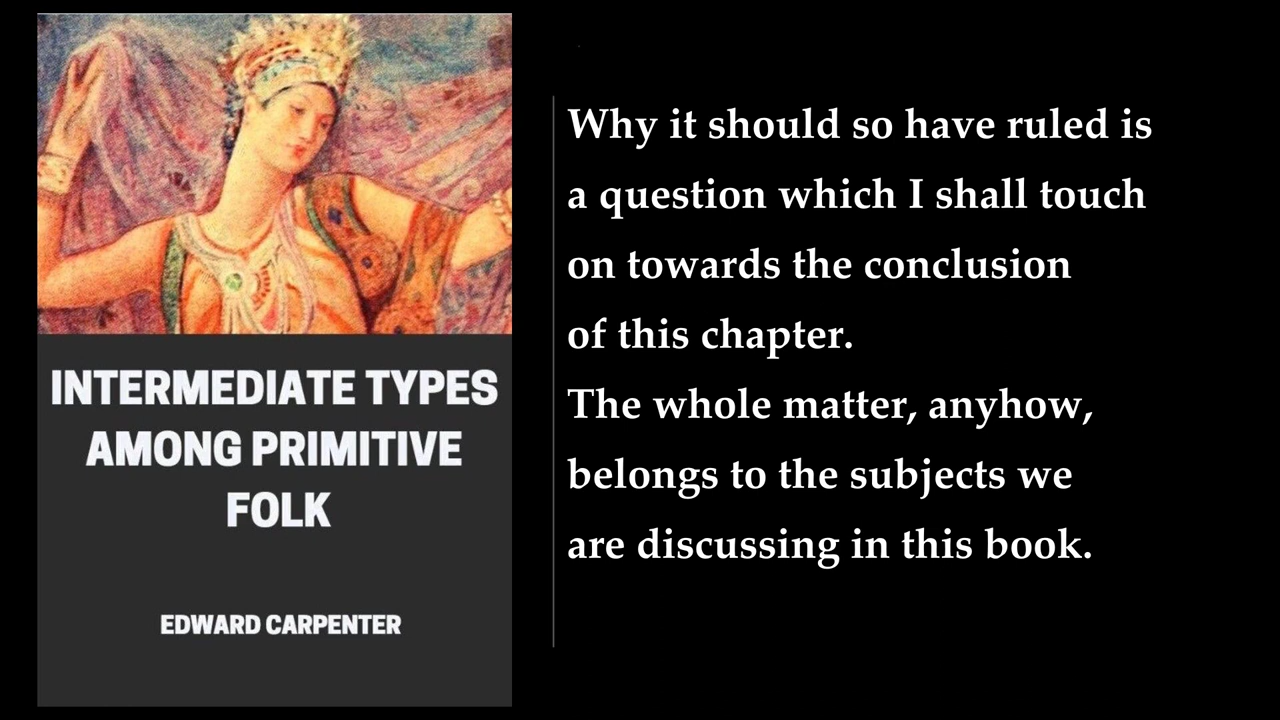 INTERMEDIATE TYPES
AMONG PRIMITIVE
FOLK
EDWARD CARPENTER
Why it should so have ruled is
a question which I shall touch
on towards the conclusion
of this chapter.
The whole matter, anyhow,
belongs to the subjects we
are discussing in this book.